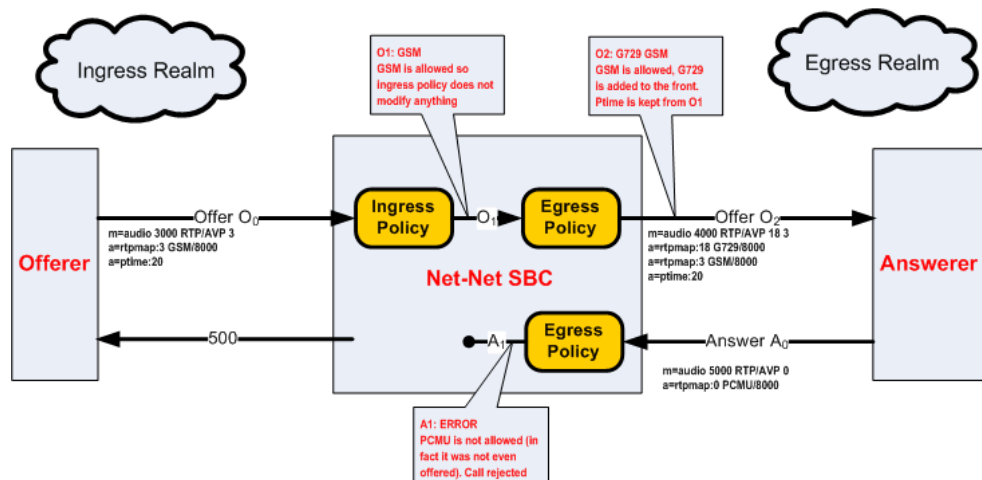 Ingress Realm
Egress Realm
O1: GSM
GSM is allowed so
ingress policy does not
modify anything
O2: G729 GSM
GSM is allowed, G729
is added to the front.
Ptime is kept from O1
Offerer
Offer O0
m=audio 3000 RTP/AVP 3
a=rtpmap:3 GSM/8000
a=ptime:20
Ingress
Policy
O1
Egress
Policy
Net-Net SBC
Offer O2
m=audio 4000 RTP/AVP 18 3
a=rtpmap:18 G729/8000
a=rtpmap:3 GSM/8000
a=ptime:20
Answerer
500
A1
Egress
Policy
Answer A0
m=audio 5000 RTP/AVP 0
a=rtpmap:0 PCMU/8000
A1: ERROR
PCMU is not allowed (in
fact it was not even
offered). Call rejected